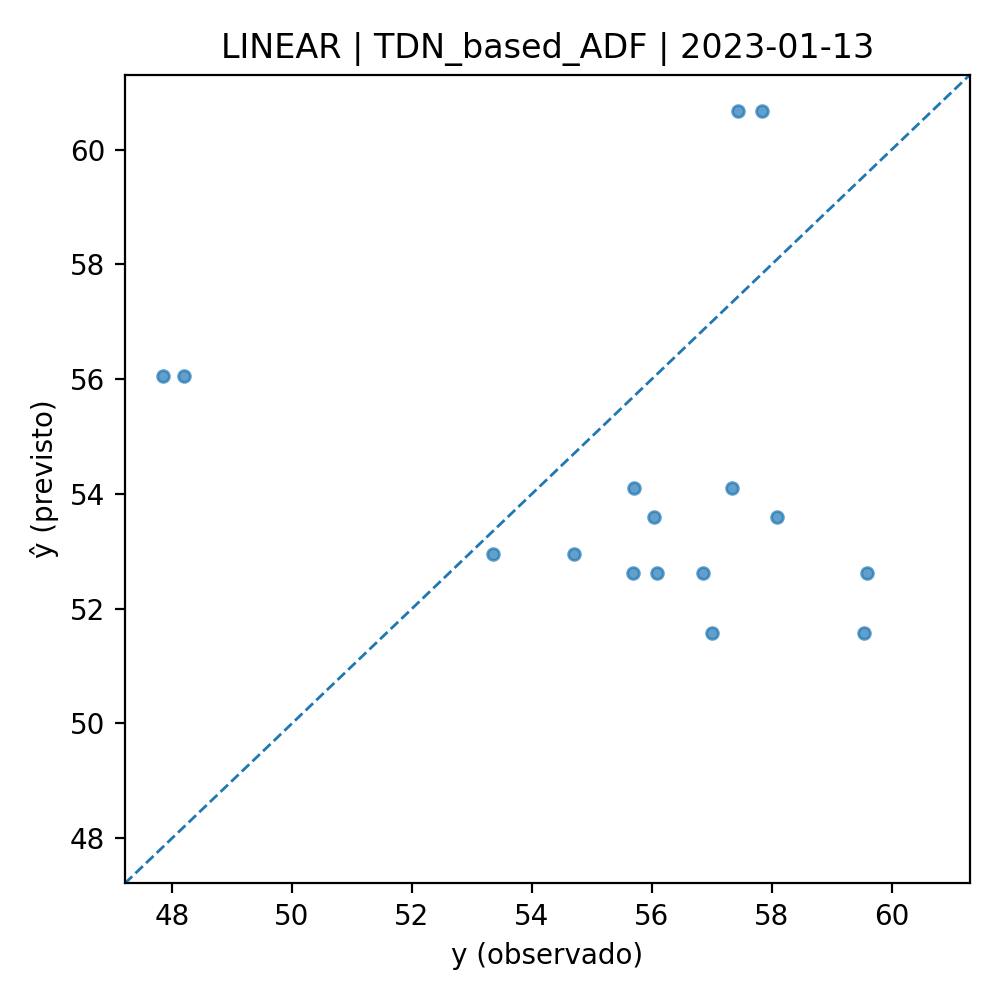 LINEAR | TDN_based_ADF | 2023-01-13
60
58
56
54
52
50
48
ŷ (previsto)
48 50 52 54 56 58 60
y (observado)